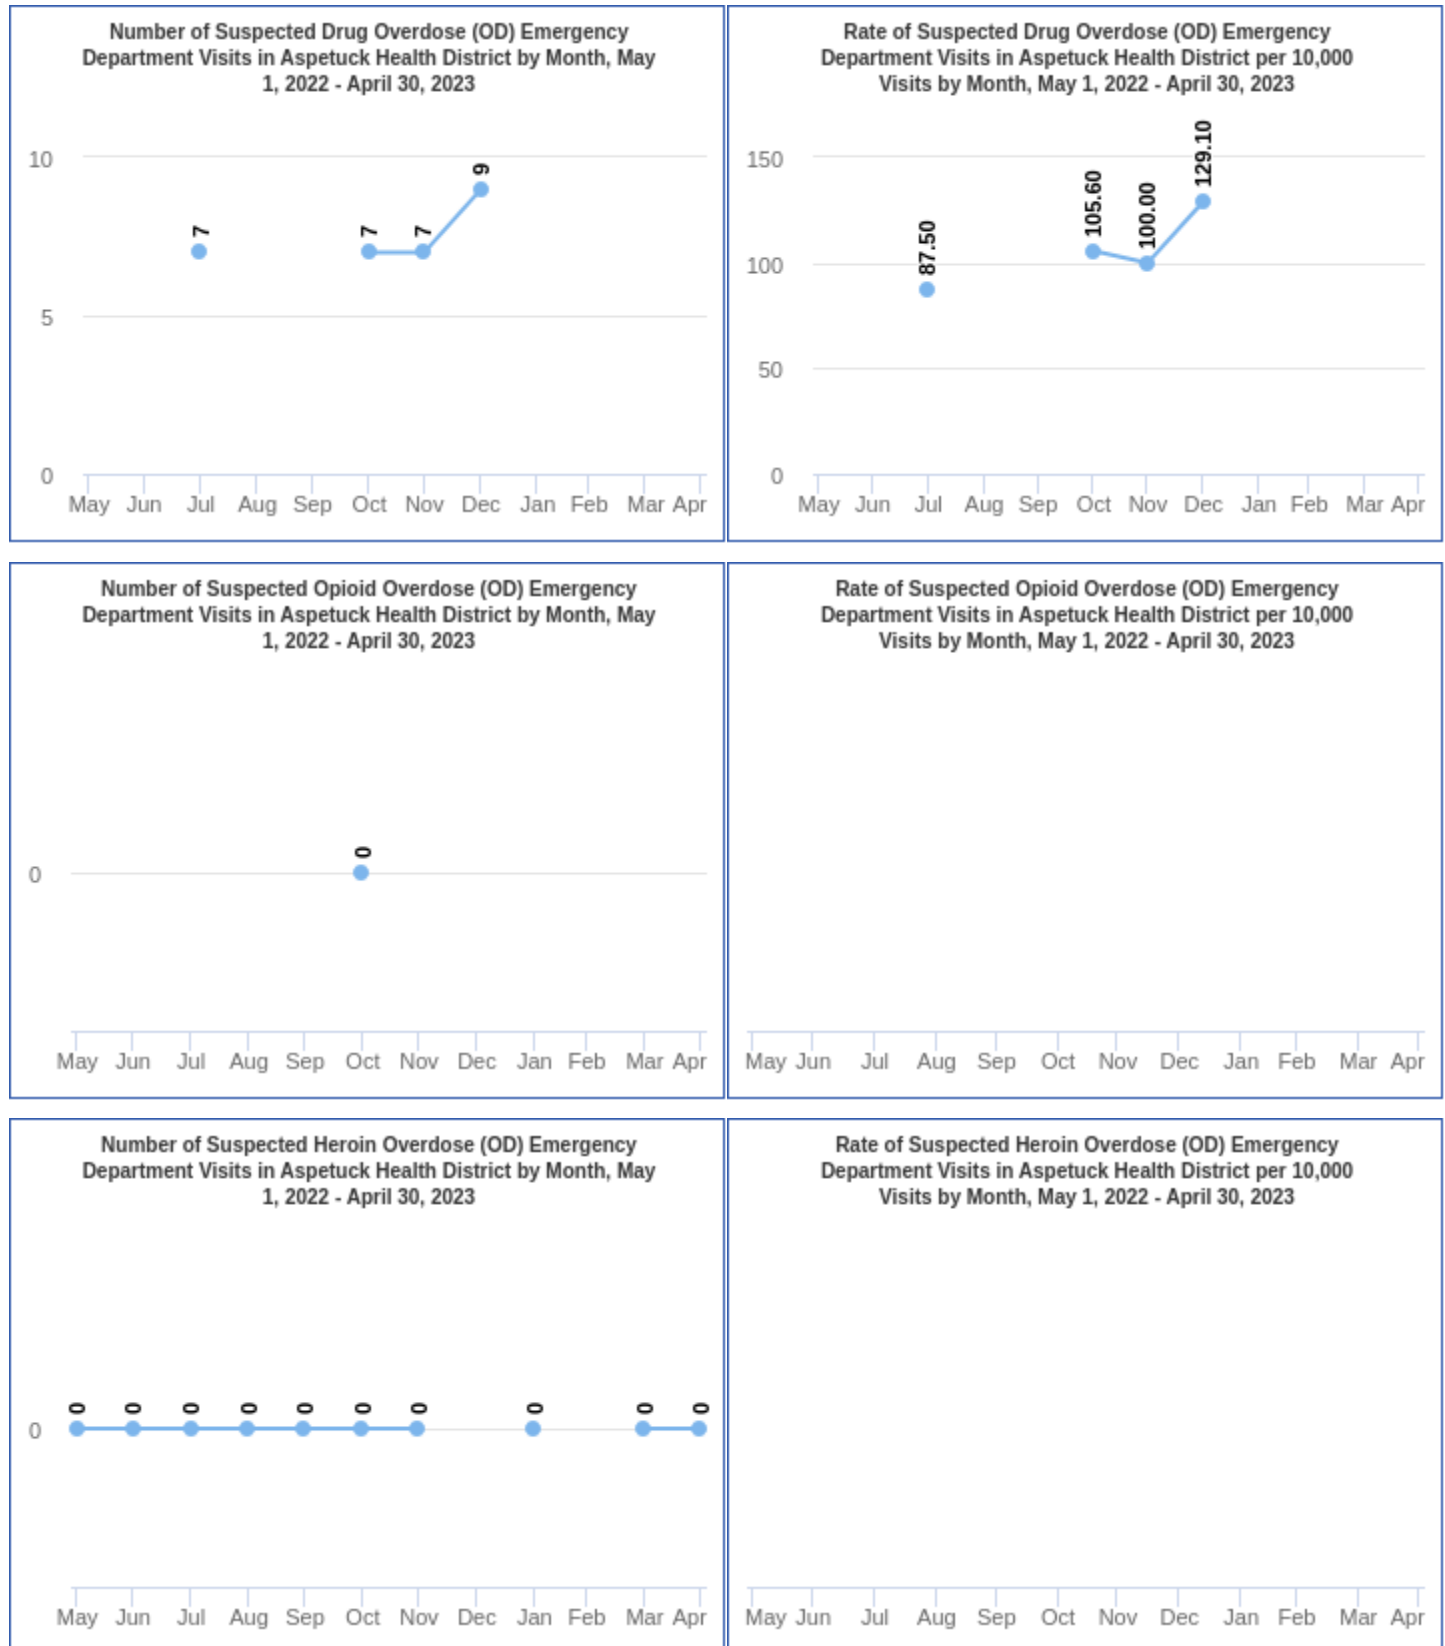 Number of Suspected Drug Overdose (OD) Emergency
Department Visits in Aspetuck Health District by Month, May
1, 2022 - April 30, 2023
10
5
0
7
7
7
9
May Jun Jul Aug Sep Oct Nov Dec Jan Feb Mar Apr
Rate of Suspected Drug Overdose (OD) Emergency
Department Visits in Aspetuck Health District per 10,000
Visits by Month, May 1, 2022 - April 30, 2023
150
100
50
0
87.50
105.60
100.00
129.10
May Jun Jul Aug Sep Oct Nov Dec Jan Feb Mar Apr
Number of Suspected Opioid Overdose (OD) Emergency
Department Visits in Aspetuck Health District by Month, May
1, 2022 - April 30, 2023
0
0
May Jun Jul Aug Sep Oct Nov Dec Jan Feb Mar Apr
Rate of Suspected Opioid Overdose (OD) Emergency
Department Visits in Aspetuck Health District per 10,000
Visits by Month, May 1, 2022 - April 30, 2023
May Jun Jul Aug Sep Oct Nov Dec Jan Feb Mar Apr
Number of Suspected Heroin Overdose (OD) Emergency
Department Visits in Aspetuck Health District by Month, May
1, 2022 - April 30, 2023
0
0 0 0 0 0 0 0 0 0 0
May Jun Jul Aug Sep Oct Nov Dec Jan Feb Mar Apr
Rate of Suspected Heroin Overdose (OD) Emergency
Department Visits in Aspetuck Health District per 10,000
Visits by Month, May 1, 2022 - April 30, 2023
May Jun Jul Aug Sep Oct Nov Dec Jan Feb Mar Apr